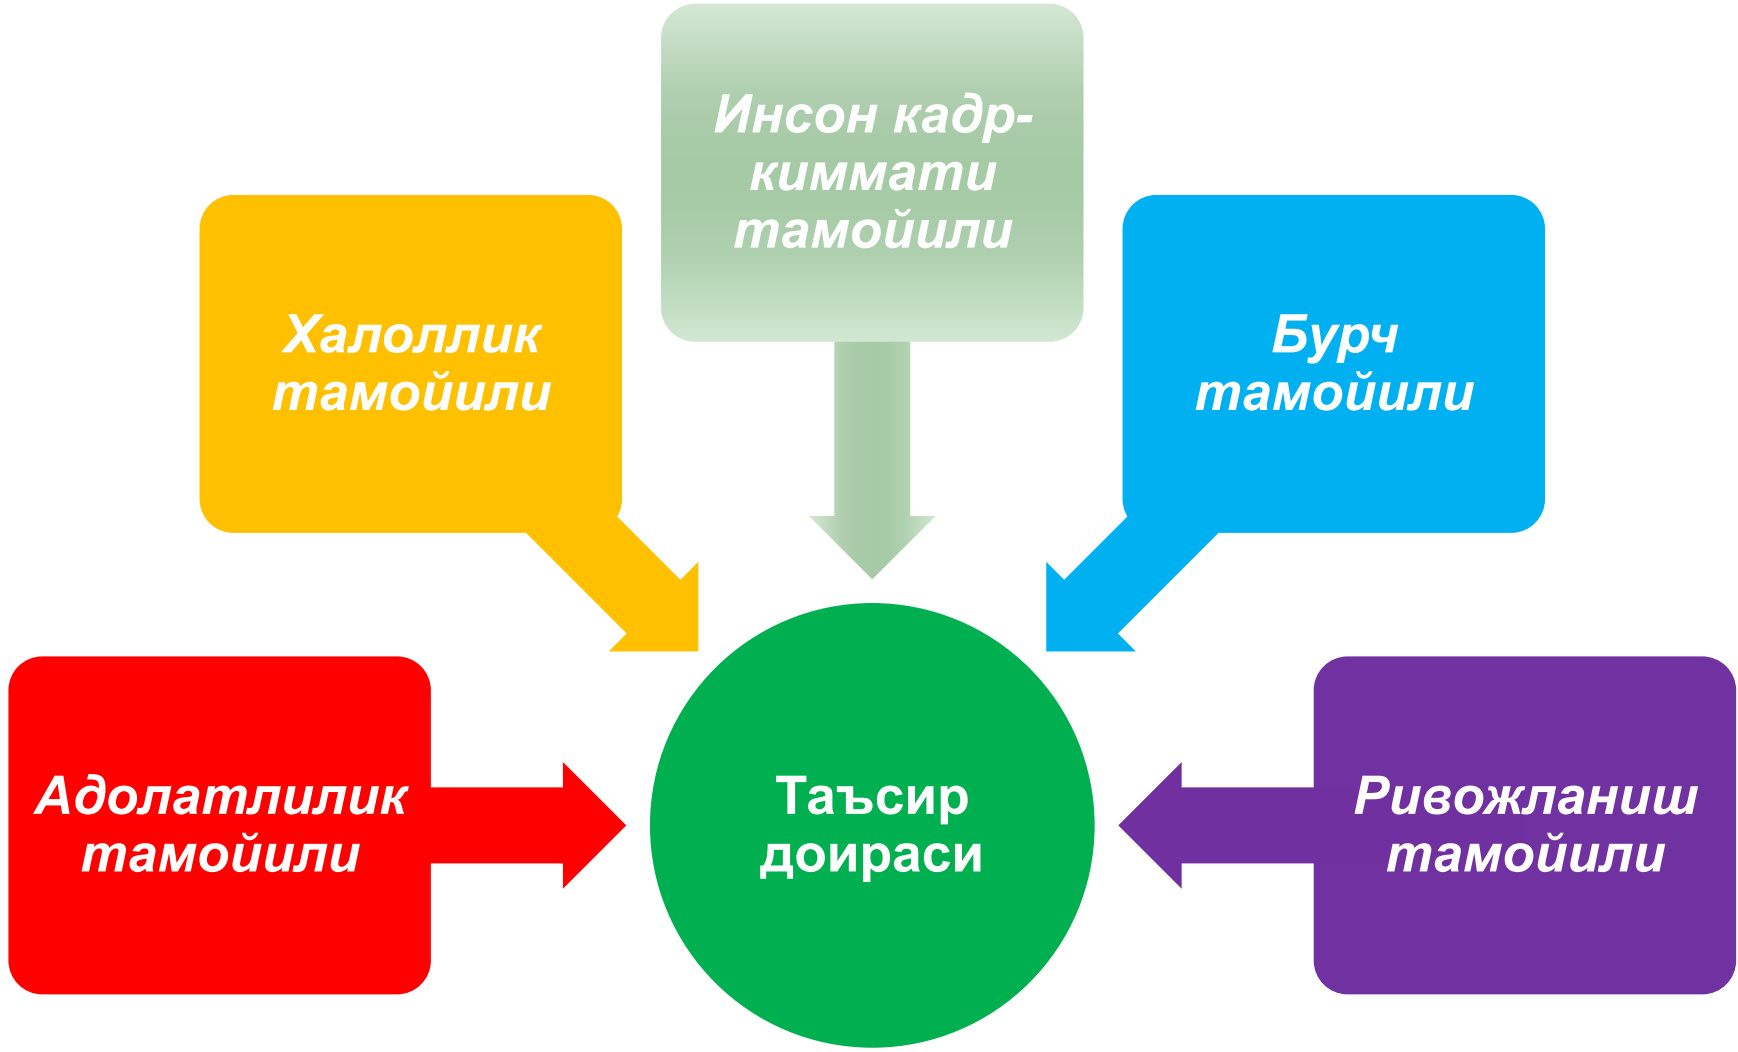 Инсон кадр-
киммати
тамойили
Халоллик
тамойили
Бурч
тамойили
Адолатлилик
тамойили
Таъсир
доираси
Ривожланиш
тамойили